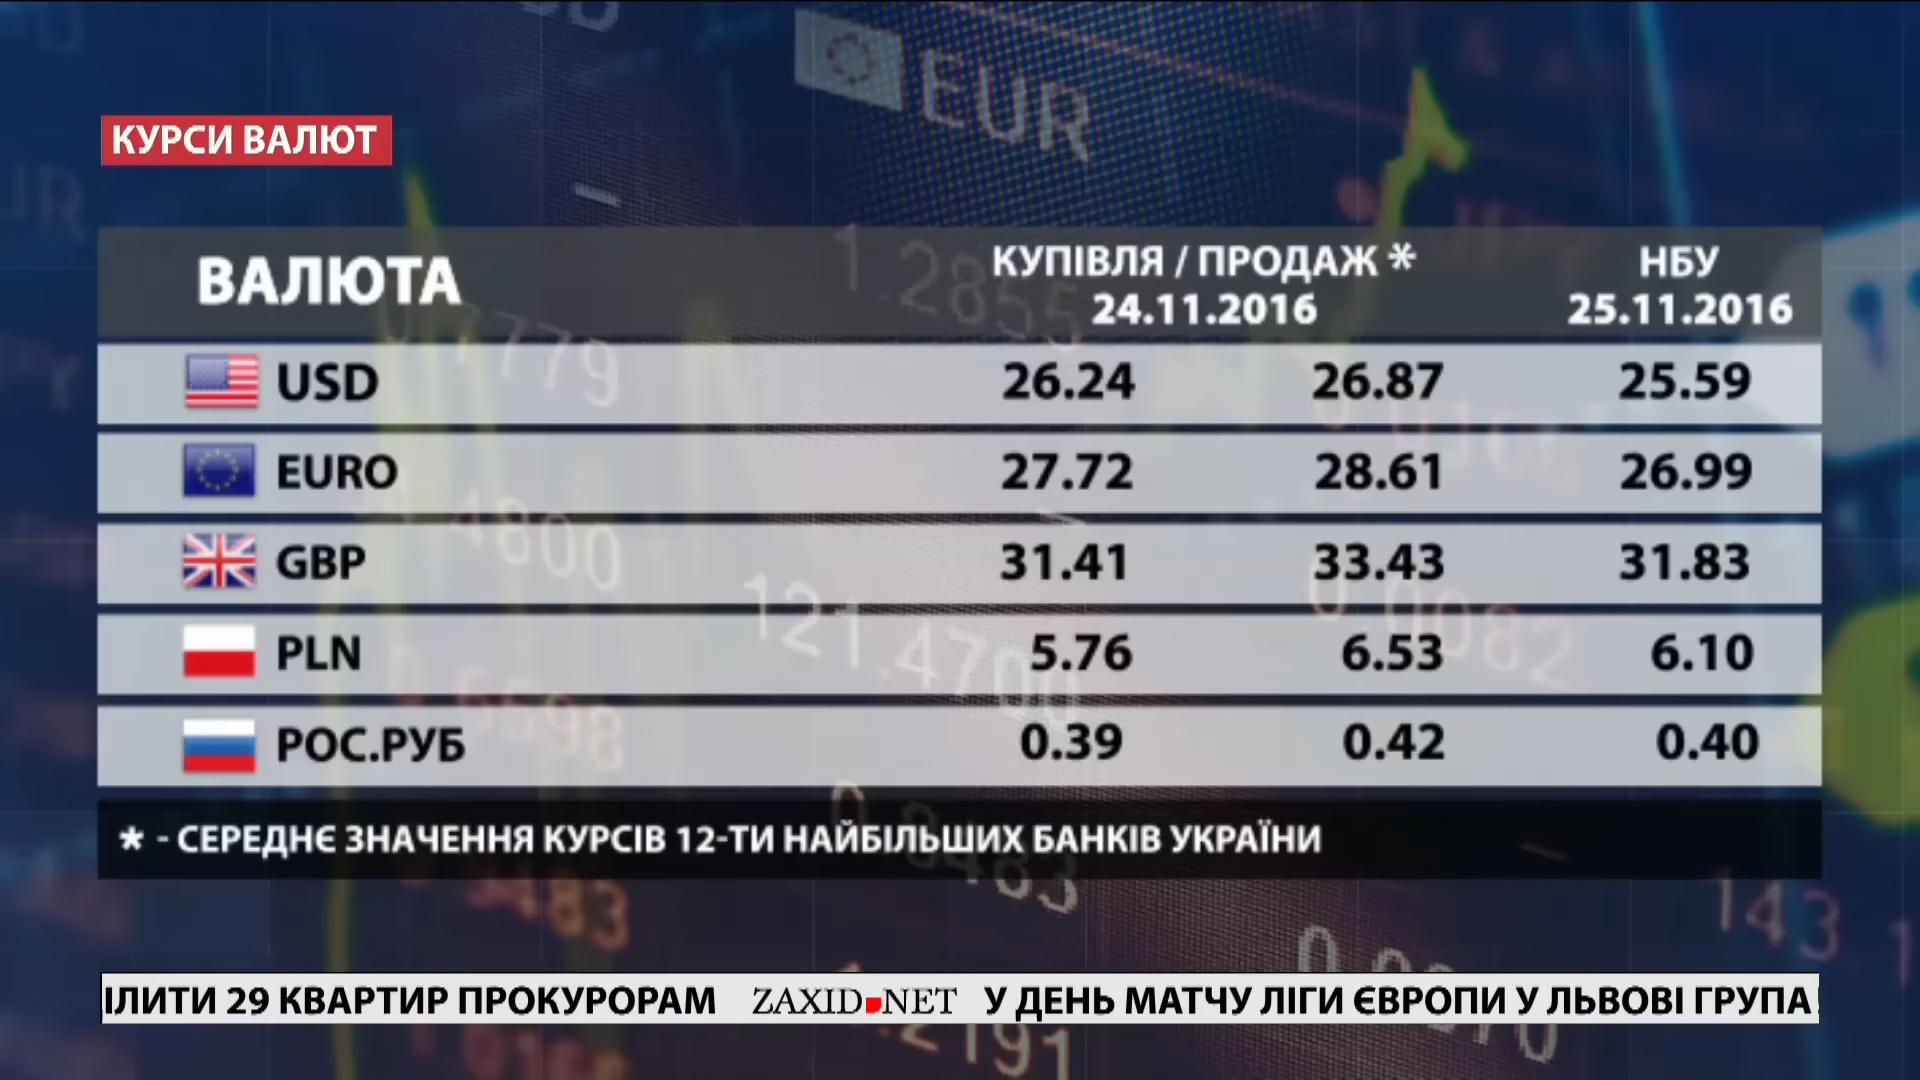 EUR
КУРСИ ВАЛЮТ
ВАЛЮТА
КУПІВЛЯ / ПРОДАЖ *
24.11.2016
НБУ
25.11.2016
USD 26.24 26.87 25.59
EURO 27.72 28.61 26.99
GBP 31.41 33.43 31.83
PLN 5.76 6.53 6.10
РОС.РУБ 0.39 0.42 0.40
* - СЕРЕДНЄ ЗНАЧЕННЯ КУРСІВ 12-ТИ НАЙБІЛЬШИХ БАНКІВ УКРАЇНИ
ІЛИТИ 29 КВАРТИР ПРОКУРОРАМ ZAXID.NET У ДЕНЬ МАТЧУ ЛІГИ ЄВРОПИ У ЛЬВОВІ ГРУПА